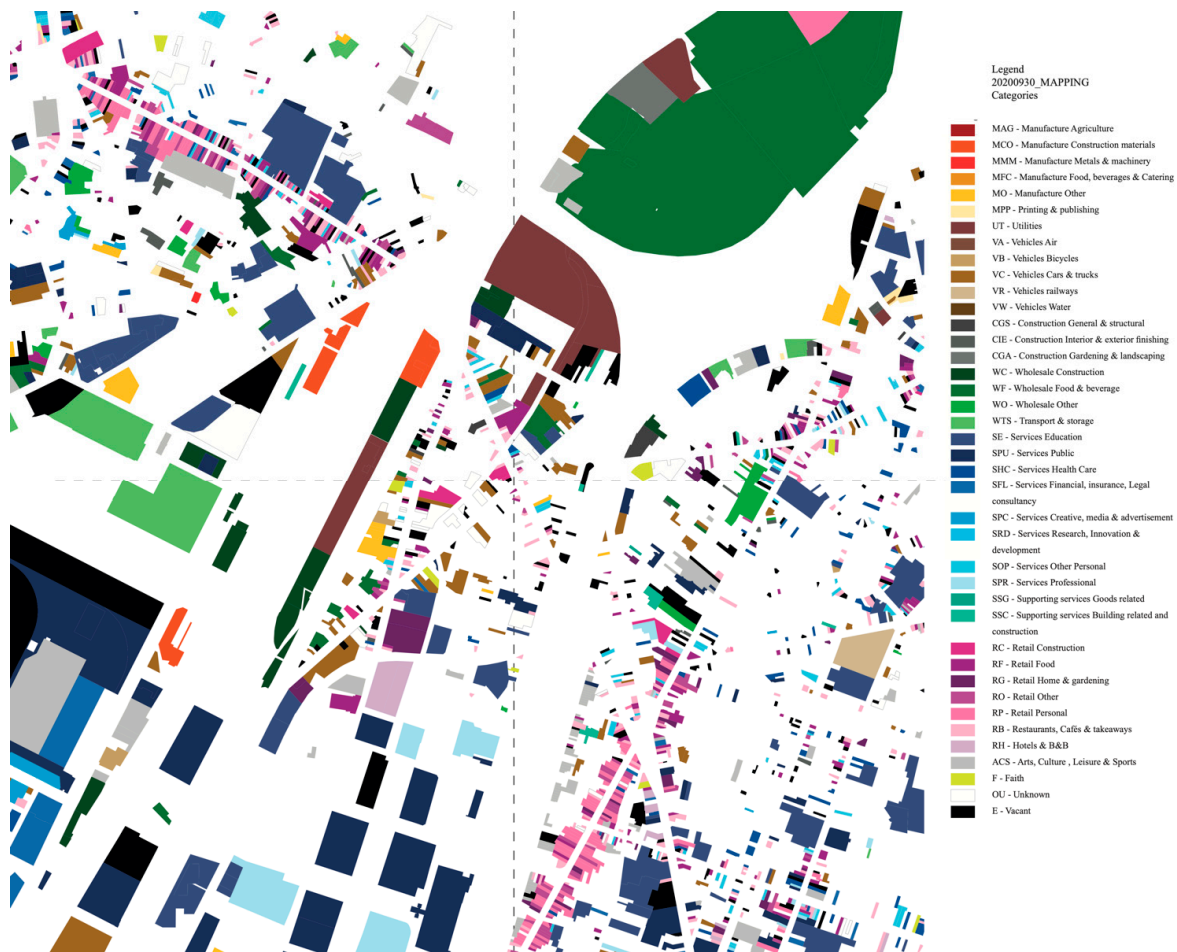 Legend
20200930_MAPPING
Categories
MAG - Manufacture Agriculture
MCO - Manufacture Construction materials
MMM - Manufacture Metals & machinery
MFC - Manufacture Food, beverages & Catering
MO - Manufacture Other
MPP - Printing & publishing
UT - Utilities
VA - Vehicles Air
VB - Vehicles Bicycles
VC - Vehicles Cars & trucks
VR - Vehicles railways
VW - Vehicles Water
CGS - Construction General & structural
CIE - Construction Interior & exterior finishing
CGA - Construction Gardening & landscaping
WC - Wholesale Construction
WF - Wholesale Food & beverage
WO - Wholesale Other
WTS - Transport & storage
SE - Services Education
SPU - Services Public
SHC - Services Health Care
SFL - Services Financial, insurance, Legal
consultancy
SPC - Services Creative, media & advertisement
SRD - Services Research, Innovation &
development
SOP - Services Other Personal
SPR - Services Professional
SSG - Supporting services Goods related
SSC - Supporting services Building related and
construction
RC - Retail Construction
RF - Retail Food
RG - Retail Home & gardening
RO - Retail Other
RP - Retail Personal
RB - Restaurants, Cafés & takeaways
RH - Hotels & B&B
ACS - Arts, Culture , Leisure & Sports
F - Faith
OU - Unknown
E - Vacant